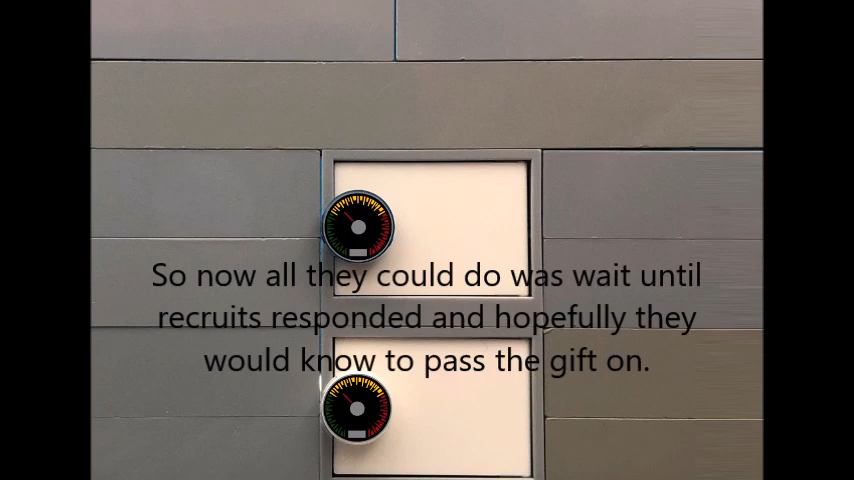 So now all they could do was wait until
recruits responded and hopefully they
would know to pass the gift on.